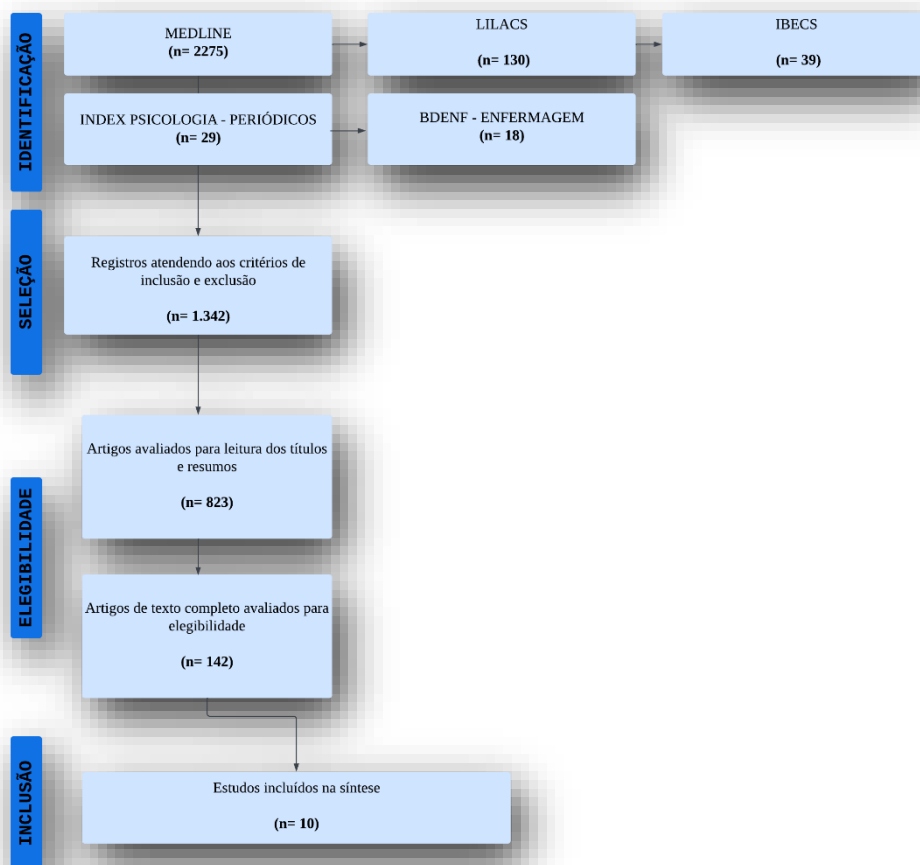 IDENTIFICAÇÃO
MEDLINE
(n= 2275)
LILACS
(n= 130)
IBECS
(n= 39)
INDEX PSICOLOGIA - PERIÓDICOS
(n= 29)
BDENF - ENFERMAGEM
(n= 18)
SELEÇÃO
Registros atendendo aos critérios de
inclusão e exclusão
(n= 1.342)
ELEGIBILIDADE
Artigos avaliados para leitura dos títulos
e resumos
(n= 823)
Artigos de texto completo avaliados para
elegibilidade
(n= 142)
INCLUSÃO
Estudos incluídos na síntese
(n= 10)